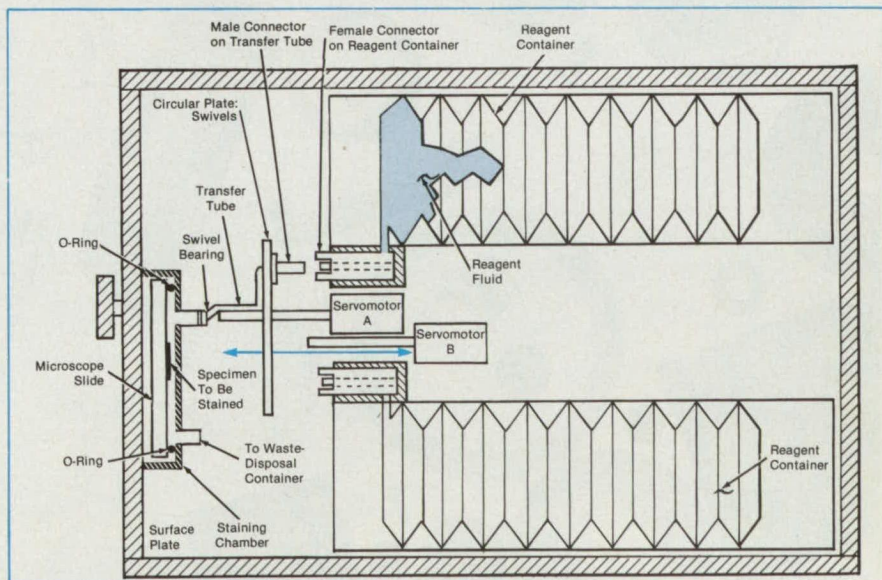 Male Connector
on Transfer Tube
Female Connector
on Reagent Container
Reagent
Container
Circular Plate:
Swivels
Transfer
Tube
Swivel
Bearing
O-Ring
Reagent
Fluid
Servomotor
A
Servomotor
B
Microscope
Slide
Specimen
To Be
Stained
O-Ring
To Waste-
Disposal
Container
Reagent
Container
Surface
Plate
Staining
Chamber